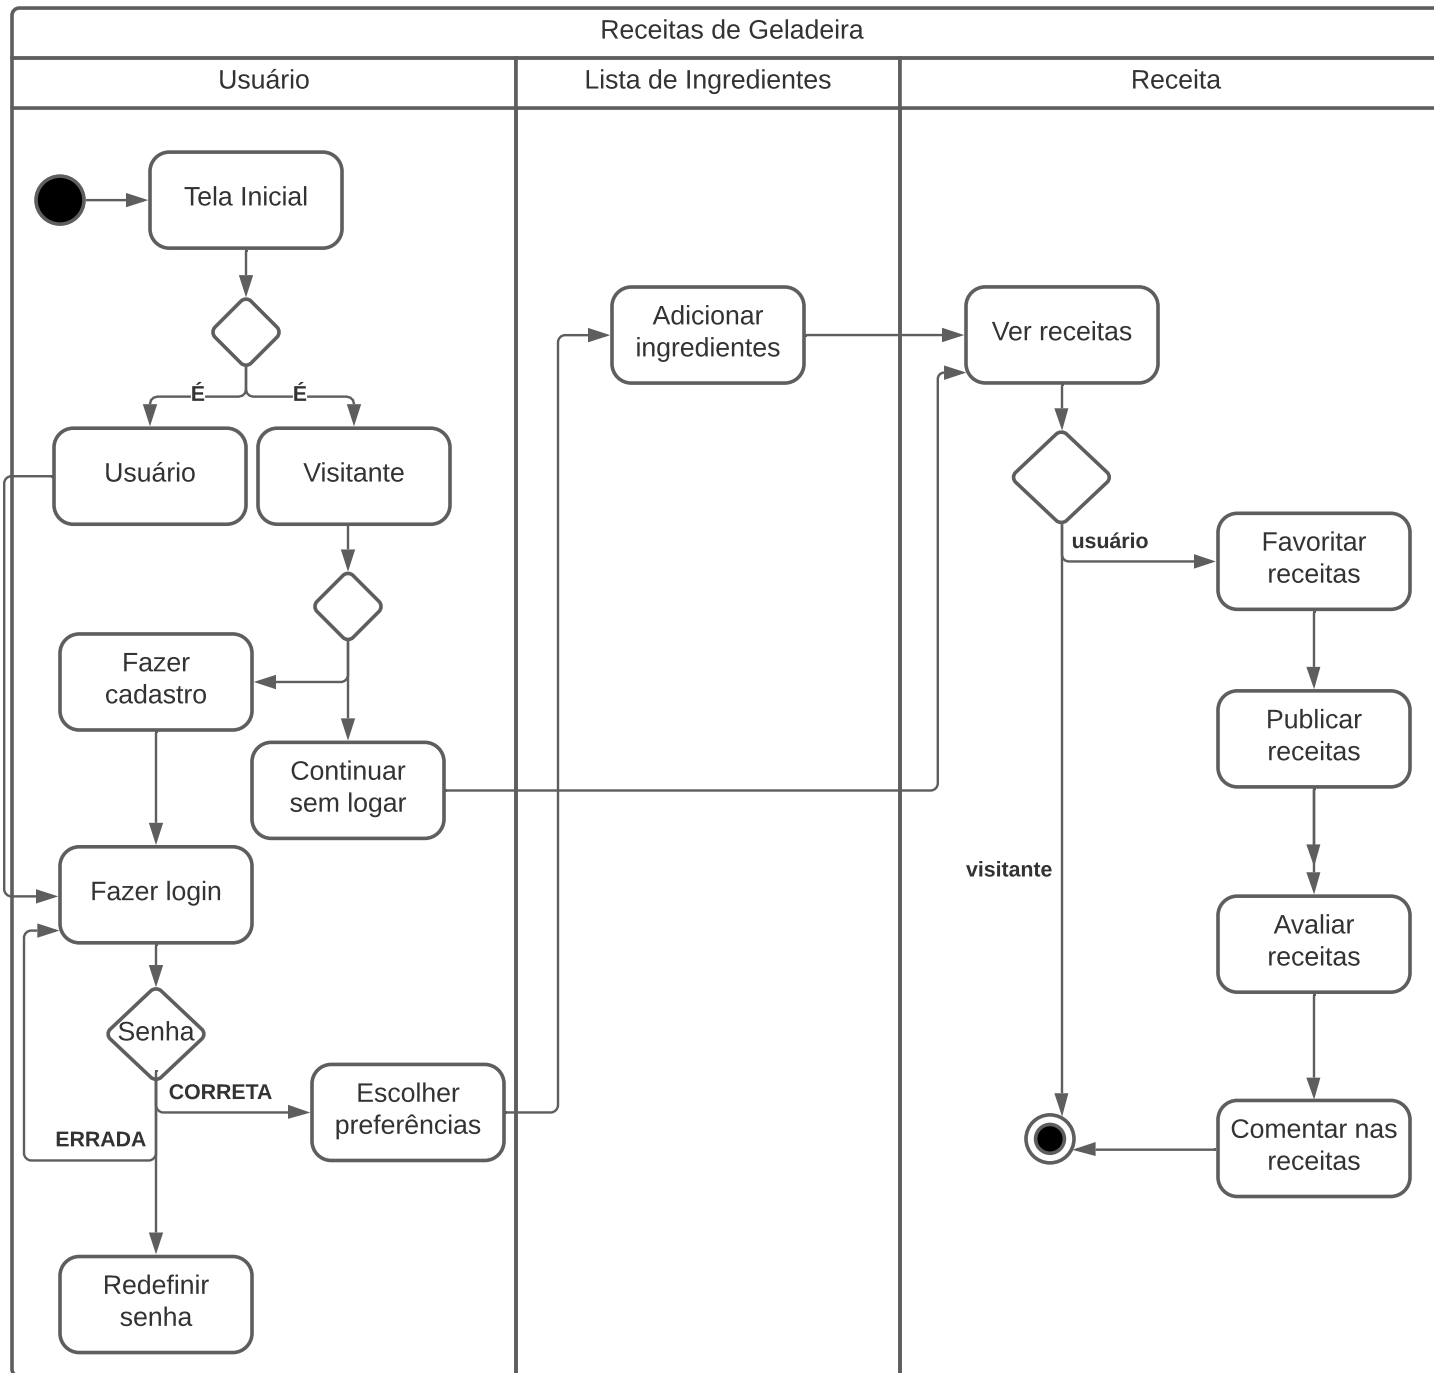 Receitas de Geladeira
Usuário
Lista de Ingredientes
Receita
Tela Inicial
É
É
Usuário
Visitante
Fazer
cadastro
Continuar
sem logar
Fazer login
Senha
CORRETA
ERRADA
Escolher
preferências
Redefinir
senha
Adicionar
ingredientes
Ver receitas
usuário
visitante
Favoritar
receitas
Publicar
receitas
Avaliar
receitas
Comentar nas
receitas